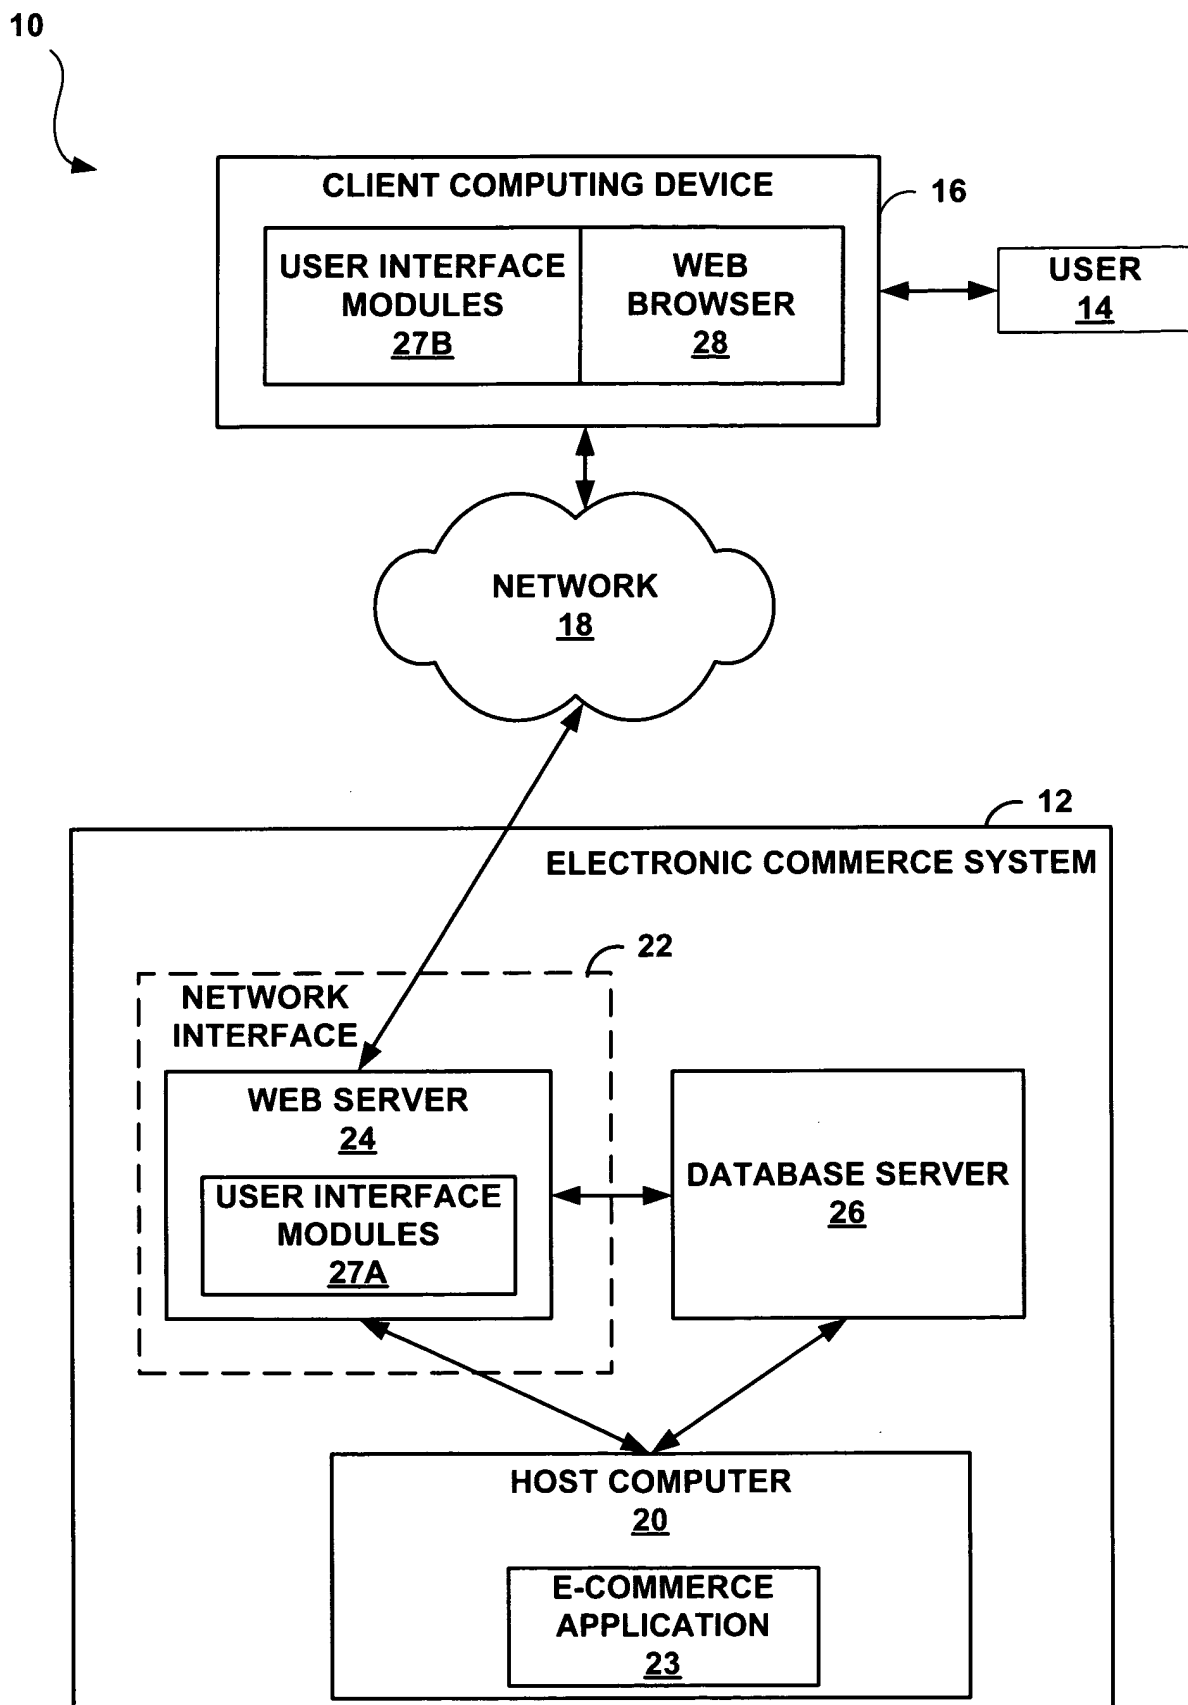 10
CLIENT COMPUTING DEVICE
16
USER INTERFACE
MODULES
27B
WEB
BROWSER
28
USER
14
NETWORK
18
12
ELECTRONIC COMMERCE SYSTEM
22
NETWORK
INTERFACE
WEB SERVER
24
USER INTERFACE
MODULES
27A
DATABASE SERVER
26
HOST COMPUTER
20
E-COMMERCE
APPLICATION
23